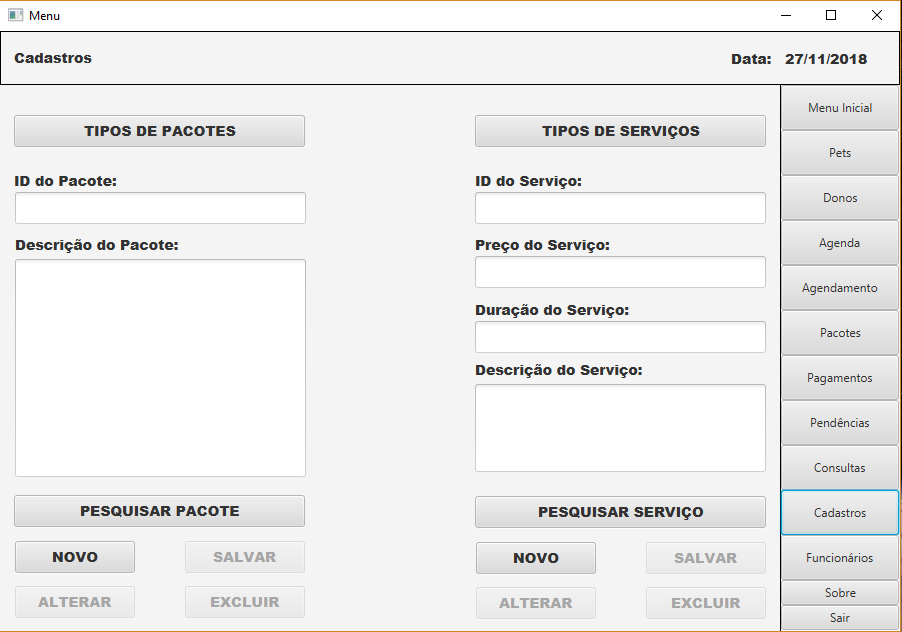 Menu
Cadastros
Data: 27/11/2018
TIPOS DE PACOTES
ID do Pacote:
Descrição do Pacote:
PESQUISAR PACOTE
NOVO
SALVAR
ALTERAR
EXCLUIR
TIPOS DE SERVIÇOS
ID do Serviço:
Preço do Serviço:
Duração do Serviço:
Descrição do Serviço:
PESQUISAR SERVIÇO
NOVO
SALVAR
ALTERAR
EXCLUIR
Menu Inicial
Pets
Donos
Agenda
Agendamento
Pacotes
Pagamentos
Pendências
Consultas
Cadastros
Funcionários
Sobre
Sair